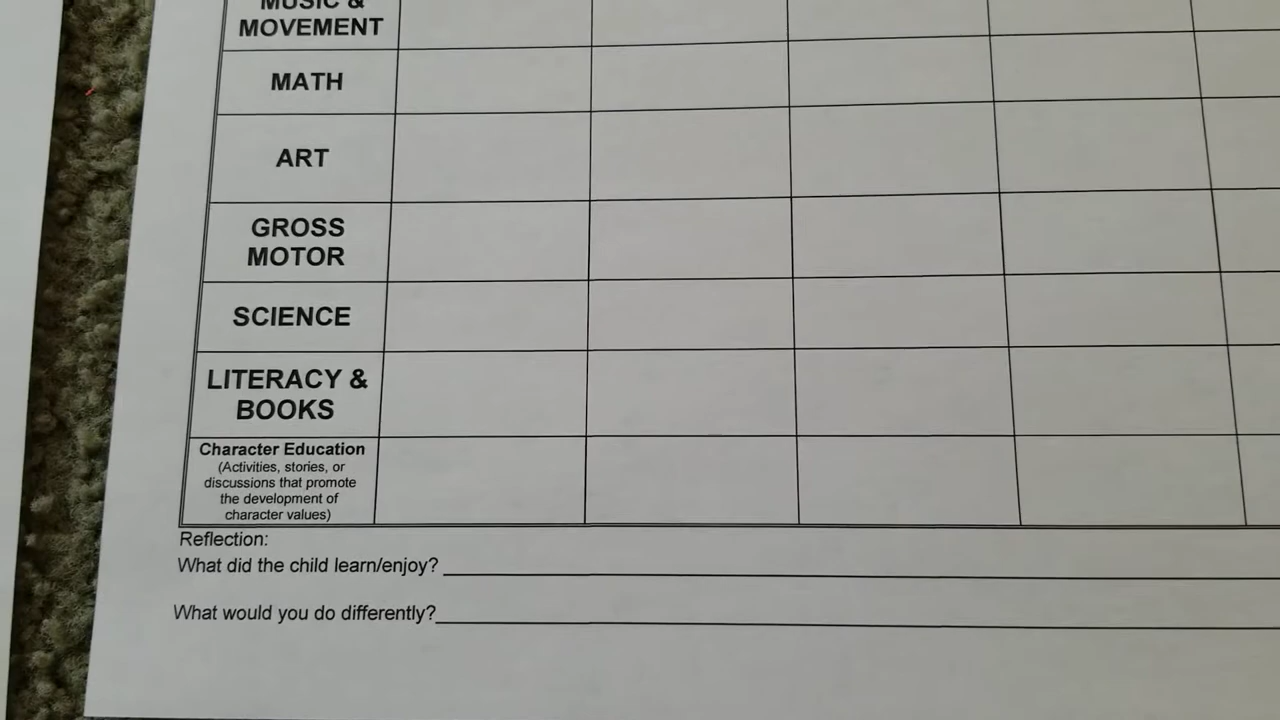 MUSIC &
MOVEMENT
MATH
ART
GROSS
MOTOR
SCIENCE
LITERACY &
BOOKS
Character Education
(Activities, stories, or
discussions that promote
the development of
character values)
Reflection:
What did the child learn/enjoy?
What would you do differently?